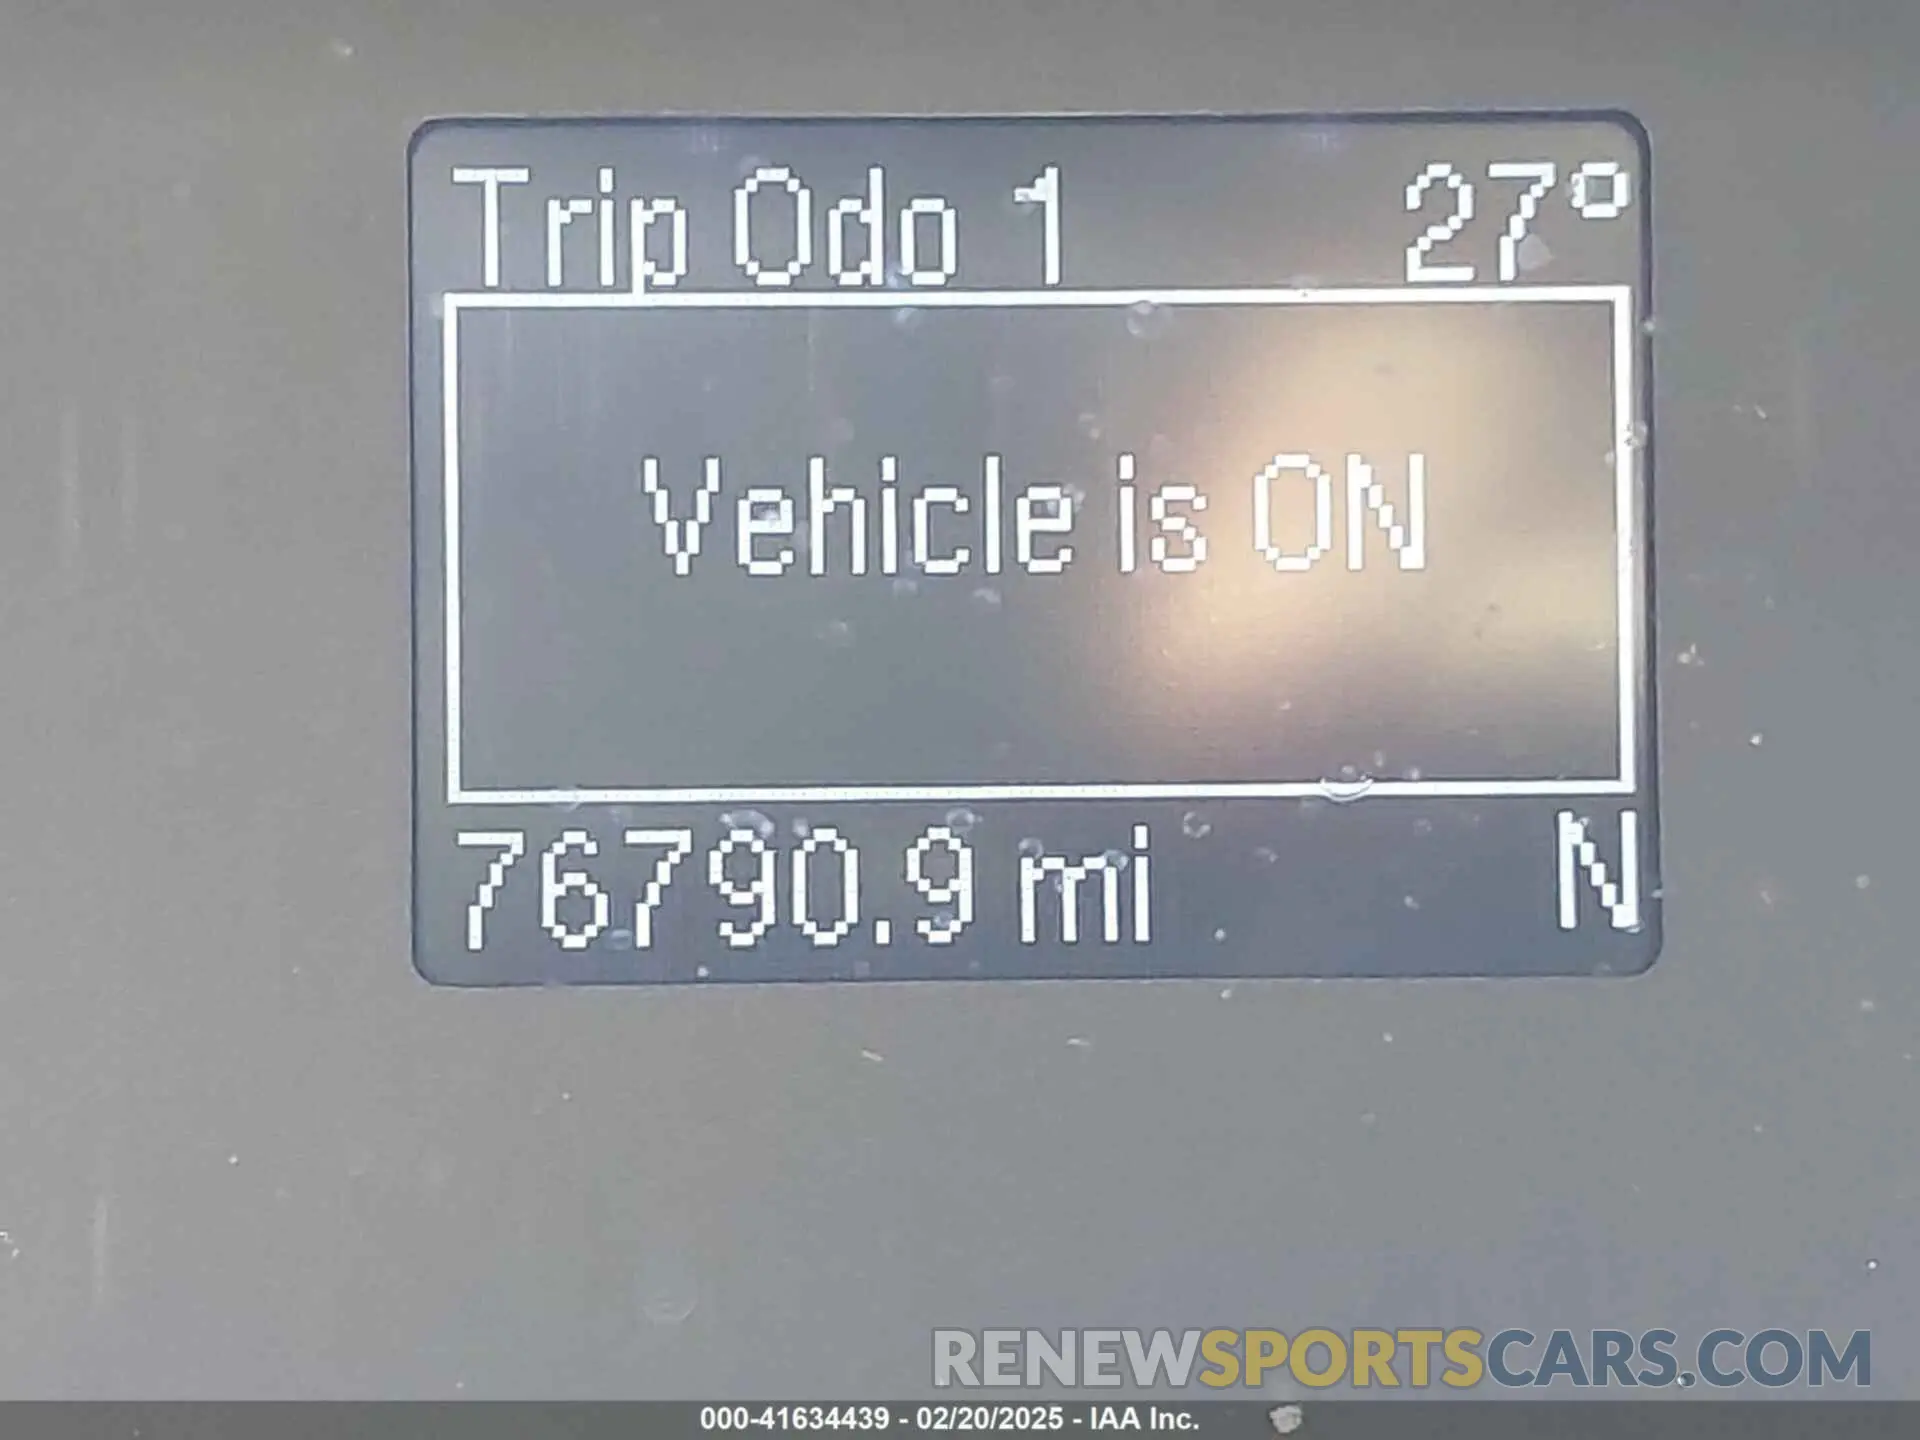 Trip Odo 1 27°
Vehicle is ON
76790.9 mi N
RENEWSPORTSCARS.COM
000-41634439 - 02/20/2025 - IAA Inc.